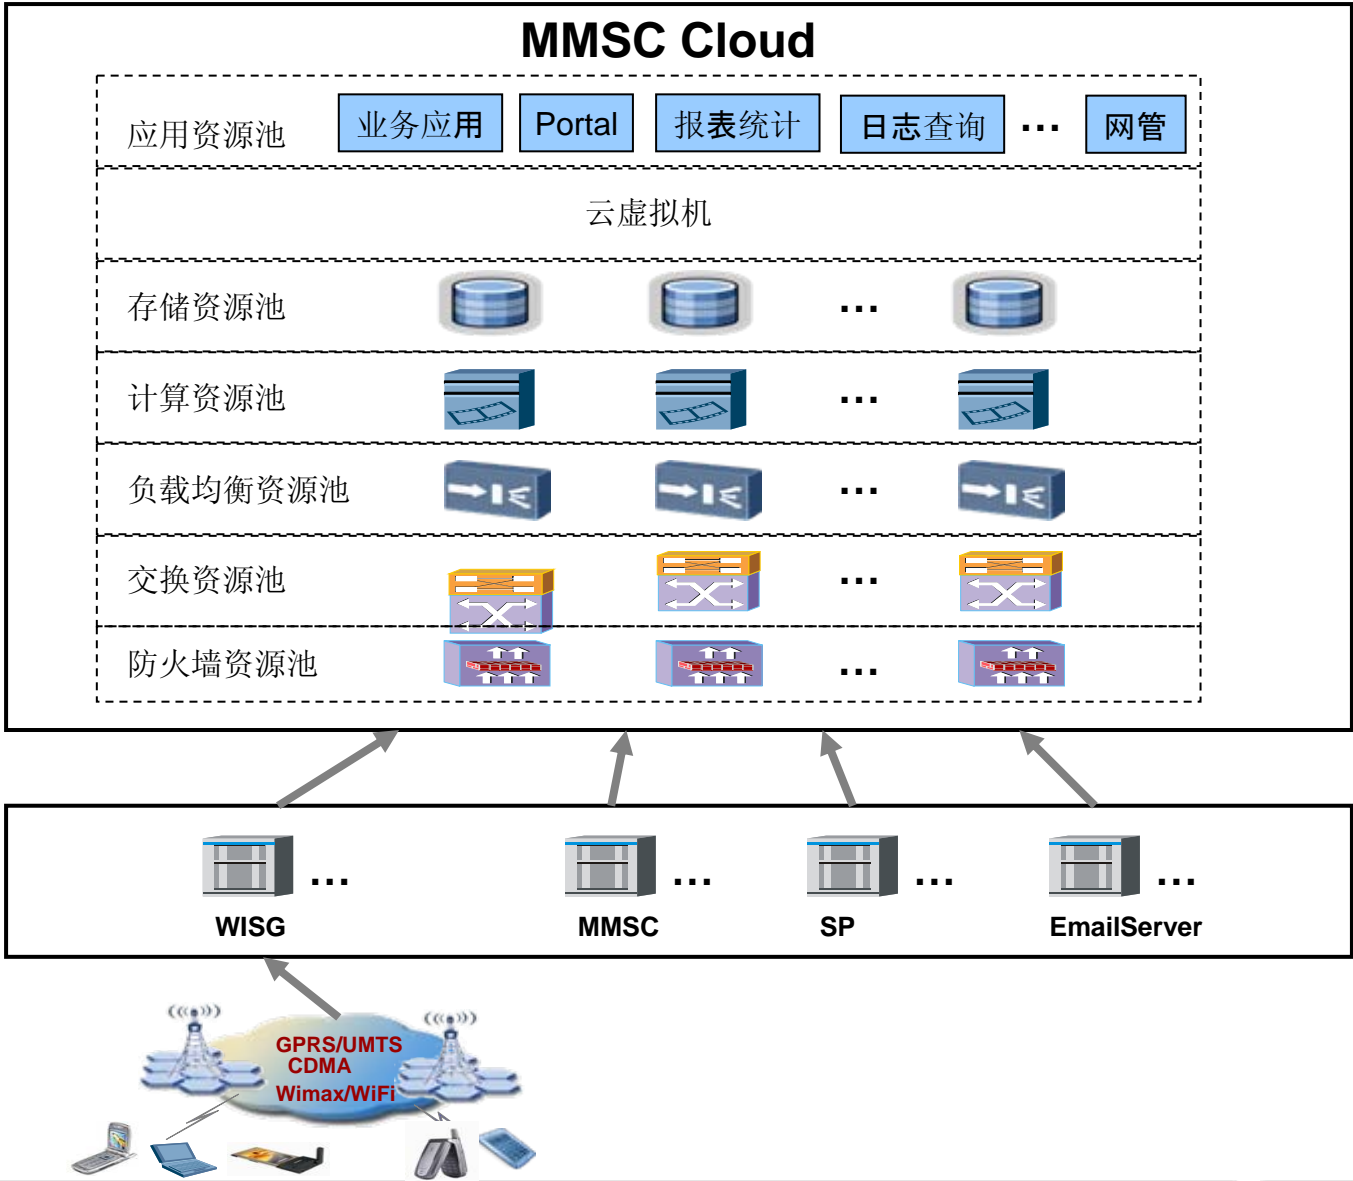 MMSC Cloud
应用资源池 业务应用 Portal 报表统计 日志查询 ... 网管
云虚拟机
存储资源池 ...
计算资源池 ...
负载均衡资源池 ...
交换资源池 ...
防火墙资源池 ...
... ... ... ...
WISG MMSC SP EmailServer
GPRS/UMTS
CDMA
Wimax/WiFi